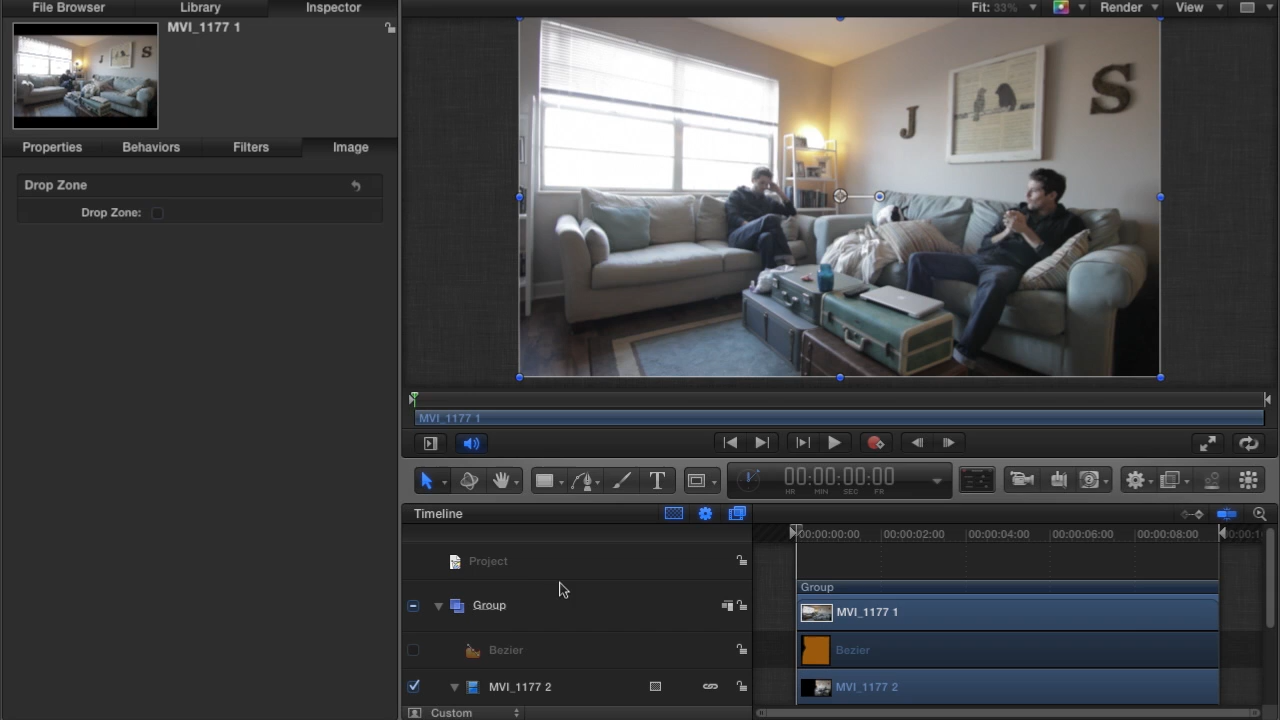 File Browser Library Inspector
Fit: 33% Render View
MVI_1177 1
J S
Properties Behaviors Filters Image
Drop Zone
Drop Zone:
MVI_1177 1
00:00:00:00
HR MIN SEC FR
T
Timeline
00:00:00:00 00:00:02:00 00:00:04:00 00:00:06:00 00:00:08:00
Project
Group
Group
MVI_1177 1
Bezier
Bezier
MVI_1177 2
MVI_1177 2
Custom